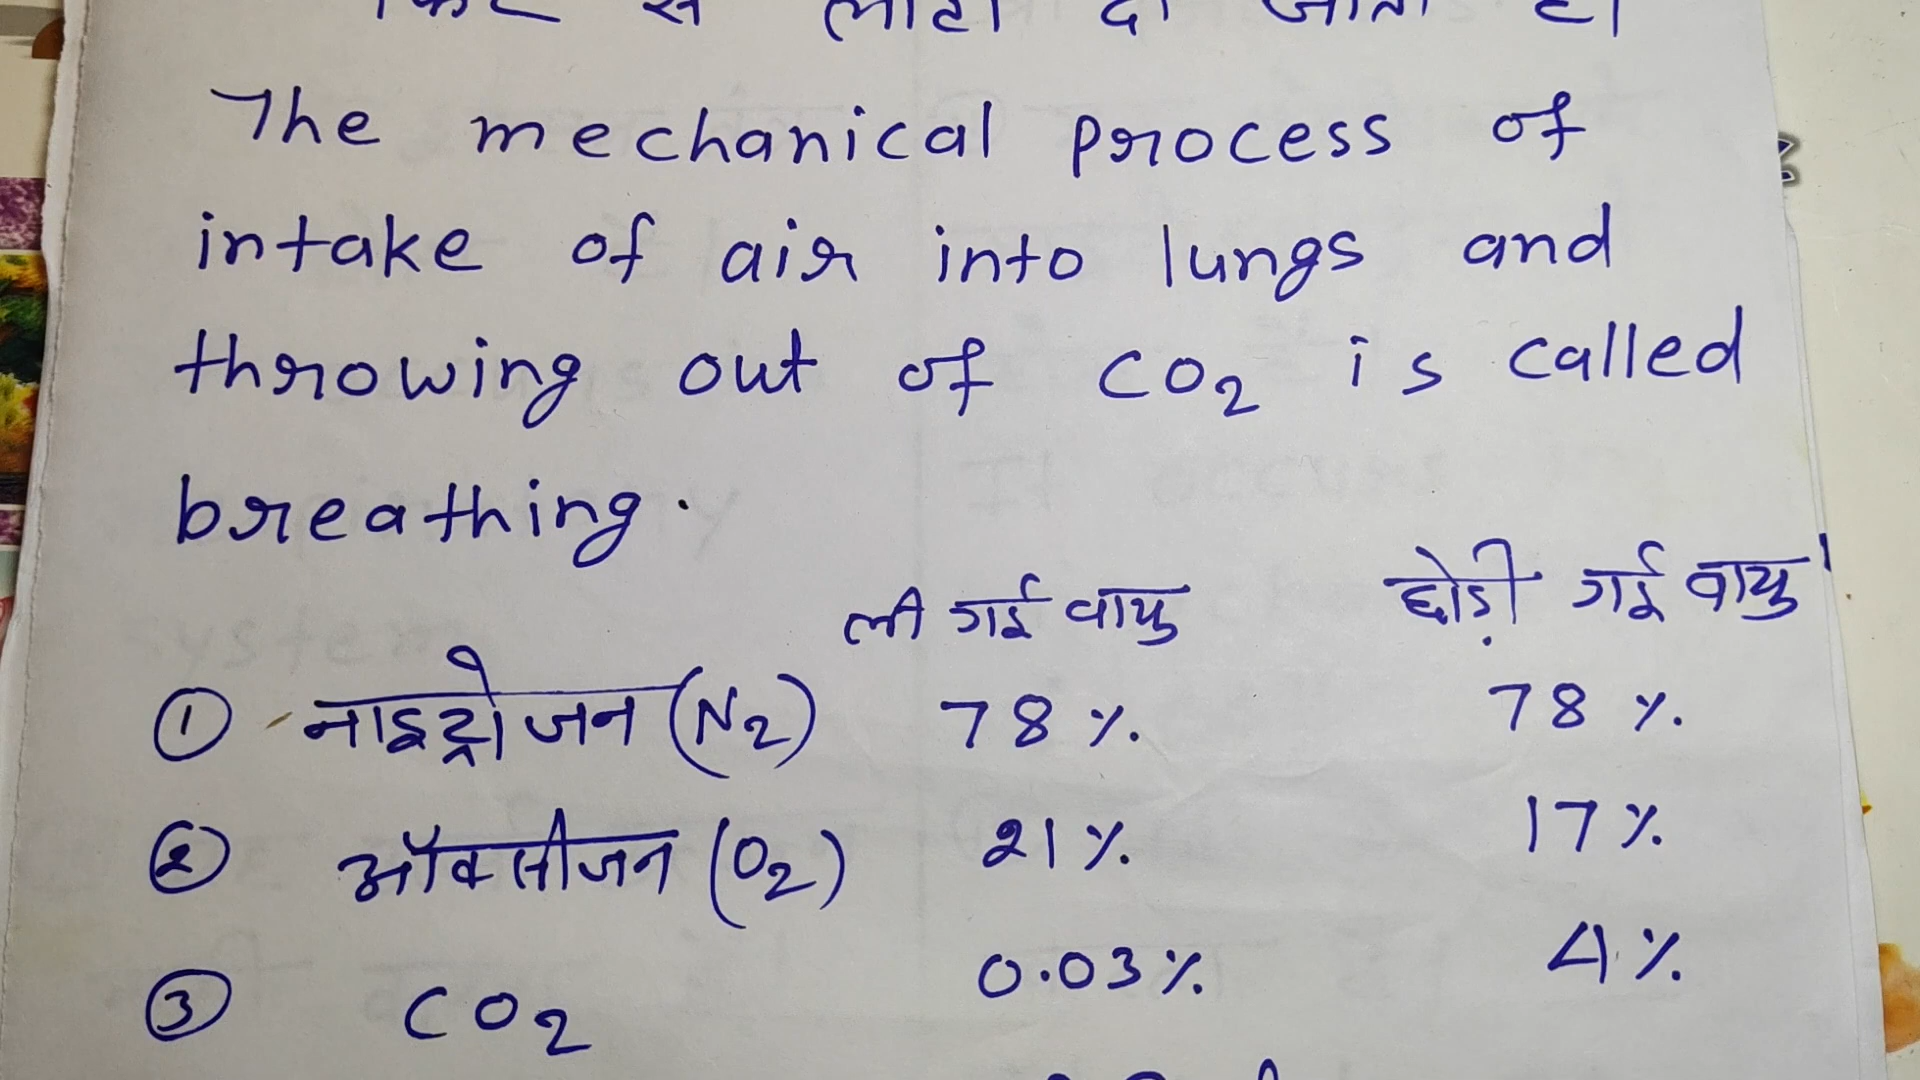 से लौटा दी जाती है।
The mechanical process of
intake of air into lungs and
throwing out of CO₂ is called
breathing.
ली गई वायु छोड़ी गई वायु
① नाइट्रोजन (N₂) 78% 78%
② ऑक्सीजन (O₂) 21% 17%
③ CO₂ 0.03% 4%